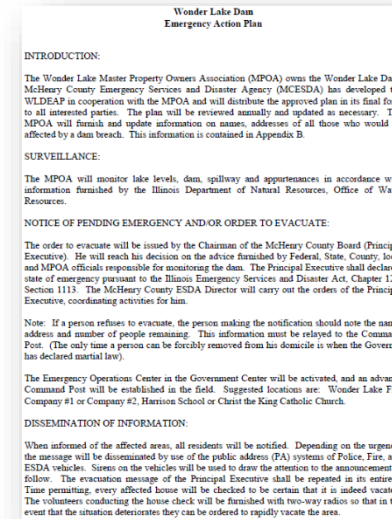 Wonder Lake Dam
Emergency Action Plan
INTRODUCTION:
The Wonder Lake Master Property Owners Association (MPOA) owns the Wonder Lake Da
McHenry County Emergency Services and Disaster Agency (MCESDA) has developed t
WLDEAP in cooperation with the MPOA and will distribute the approved plan in its final for
to all interested parties. The plan will be reviewed annually and updated as necessary. T
MPOA will furnish and update information on names, addresses of all those who would
affected by a dam breach. This information is contained in Appendix B.
SURVEILLANCE:
The MPOA will monitor lake levels, dam, spillway and appurtenances in accordance w
information furnished by the Illinois Department of Natural Resources, Office of Wa
Resources.
NOTICE OF PENDING EMERGENCY AND/OR ORDER TO EVACUATE:
The order to evacuate will be issued by the Chairman of the McHenry County Board (Princip
Executive). He will reach his decision on the advice furnished by Federal, State, County, loc
and MPOA officials responsible for monitoring the dam. The Principal Executive shall declare
state of emergency pursuant to the Illinois Emergency Services and Disaster Act, Chapter 12
Section 1113. The McHenry County ESDA Director will carry out the orders of the Princip
Executive, coordinating activities for him.
Note: If a person refuses to evacuate, the person making the notification should note the nam
address and number of people remaining. This information must be relayed to the Comma
Post. (The only time a person can be forcibly removed from his domicile is when the Govern
has declared martial law).
The Emergency Operations Center in the Government Center will be activated, and an advan
Command Post will be established in the field. Suggested locations are: Wonder Lake F
Company #1 or Company #2, Harrison School or Christ the King Catholic Church.
DISSEMINATION OF INFORMATION:
When informed of the affected areas, all residents will be notified. Depending on the urgen
the message will be disseminated by use of the public address (PA) systems of Police, Fire, a
ESDA vehicles. Sirens on the vehicles will be used to draw the attention to the announcement
follow. The evacuation message of the Principal Executive shall be repeated in its entire
Time permitting, every affected house will be checked to be certain that it is indeed vacate
The volunteers conducting the house check will be furnished with two-way radios so that in t
event that the situation deteriorates they can be ordered to rapidly vacate the area.